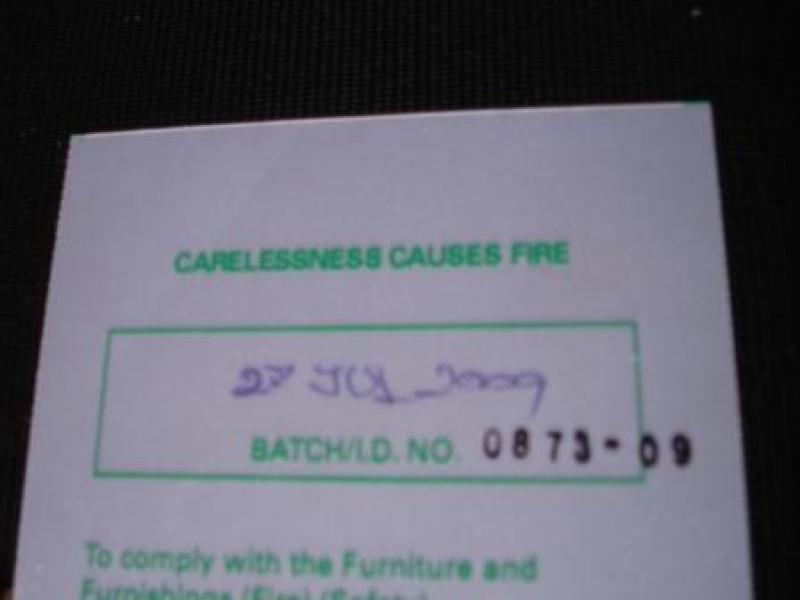 CARELESSNESS CAUSES FIRE
27 JUL 2009
BATCH/I.D. NO. 0873-09
To comply with the Furniture and
Furnishings (Fire) (Safety)